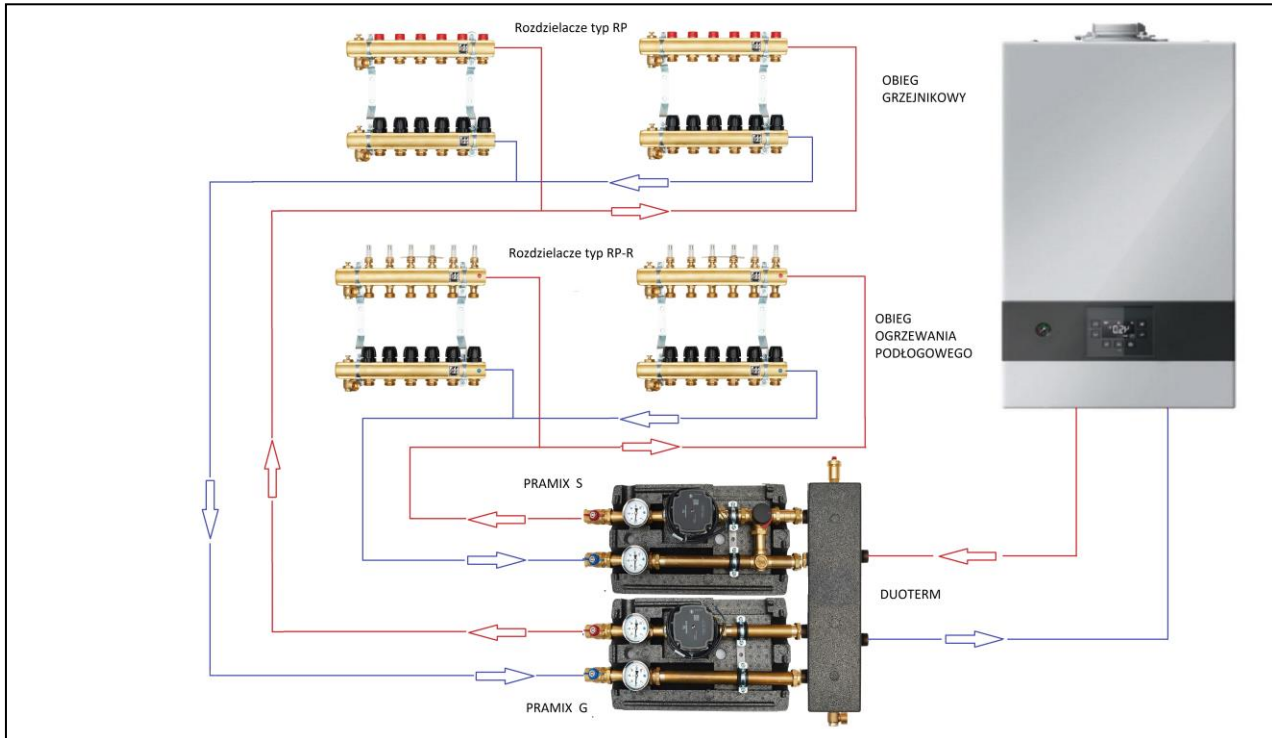 Rozdzielacze typ RP
OBIEG
GRZEJNIKOWY
Rozdzielacze typ RP-R
OBIEG
OGRZEWANIA
PODŁOGOWEGO
PRAMIX S
DUOTERM
PRAMIX G